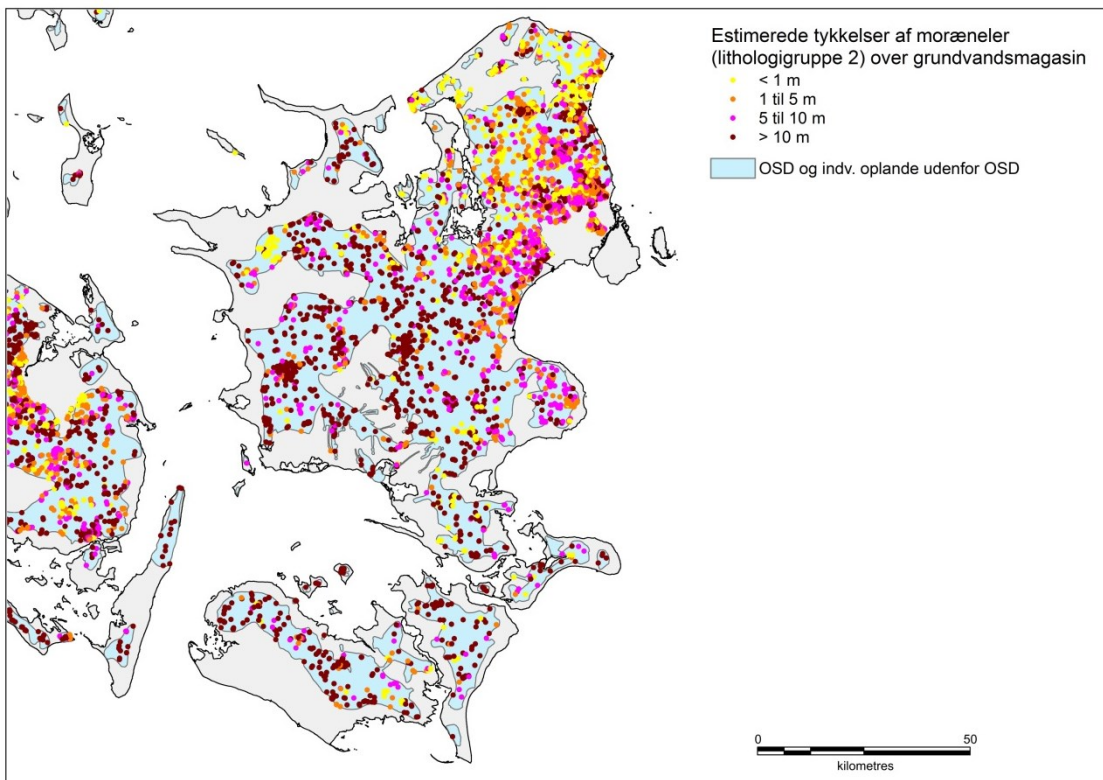 Estimerede tykkelser af moræneler
(lithologigruppe 2) over grundvandsmagasin
< 1 m
1 til 5 m
5 til 10 m
> 10 m
OSD og indv. oplande udenfor OSD
0 50
kilometres